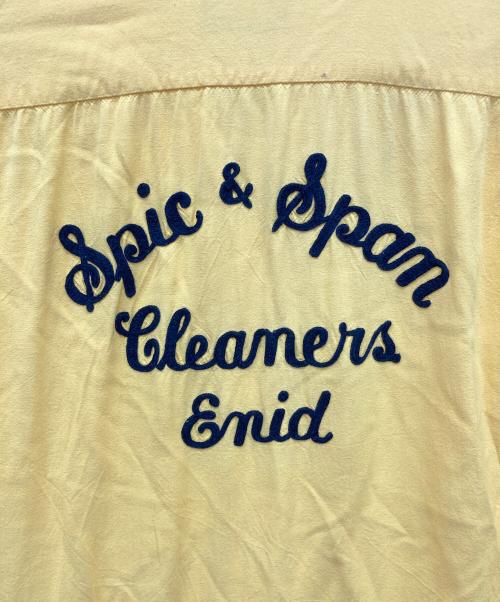 Spic & Span
Cleaners
Enid